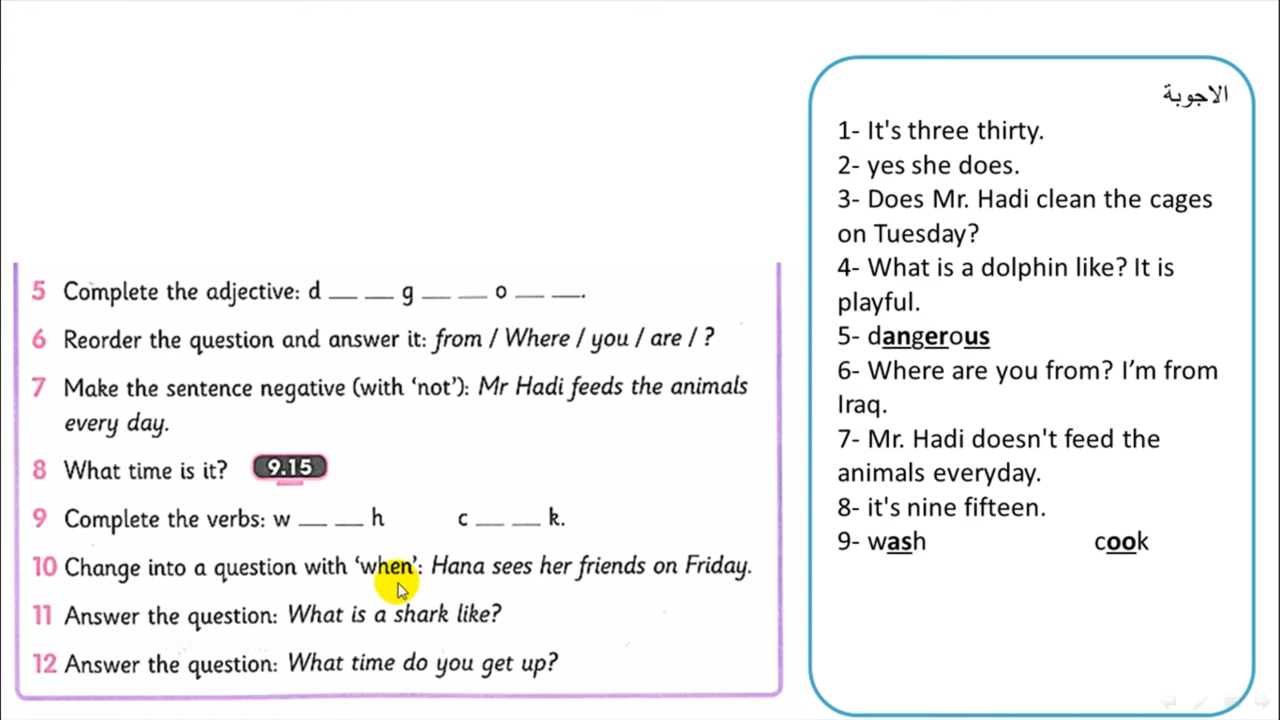 5 Complete the adjective: d __ __ g __ __ o __ __.
6 Reorder the question and answer it: from / Where / you / are / ?
7 Make the sentence negative (with ‘not’): Mr Hadi feeds the animals
every day.
8 What time is it? 9.15
9 Complete the verbs: w __ __ h c __ __ k.
10 Change into a question with ‘when’: Hana sees her friends on Friday.
11 Answer the question: What is a shark like?
12 Answer the question: What time do you get up?
الاجوبة
1- It's three thirty.
2- yes she does.
3- Does Mr. Hadi clean the cages
on Tuesday?
4- What is a dolphin like? It is
playful.
5- dangerous
6- Where are you from? I’m from
Iraq.
7- Mr. Hadi doesn't feed the
animals everyday.
8- it's nine fifteen.
9- wash cook